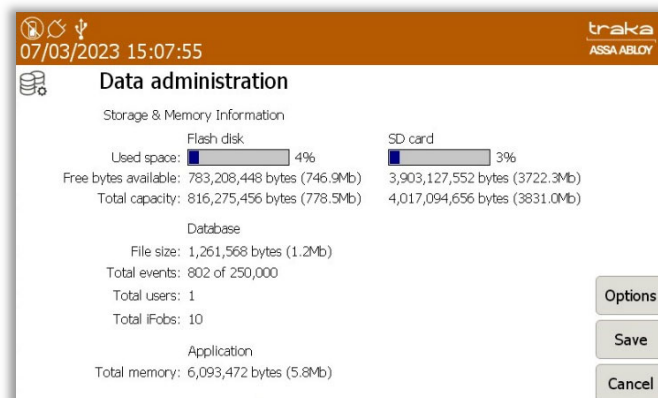 07/03/2023 15:07:55
traka
ASSA ABLOY
Data administration
Storage & Memory Information
Flash disk SD card
Used space: 4% 3%
Free bytes available: 783,208,448 bytes (746.9Mb) 3,903,127,552 bytes (3722.3Mb)
Total capacity: 816,275,456 bytes (778.5Mb) 4,017,094,656 bytes (3831.0Mb)
Database
File size: 1,261,568 bytes (1.2Mb)
Total events: 802 of 250,000
Total users: 1
Total iFobs: 10
Options
Save
Application
Total memory: 6,093,472 bytes (5.8Mb)
Cancel